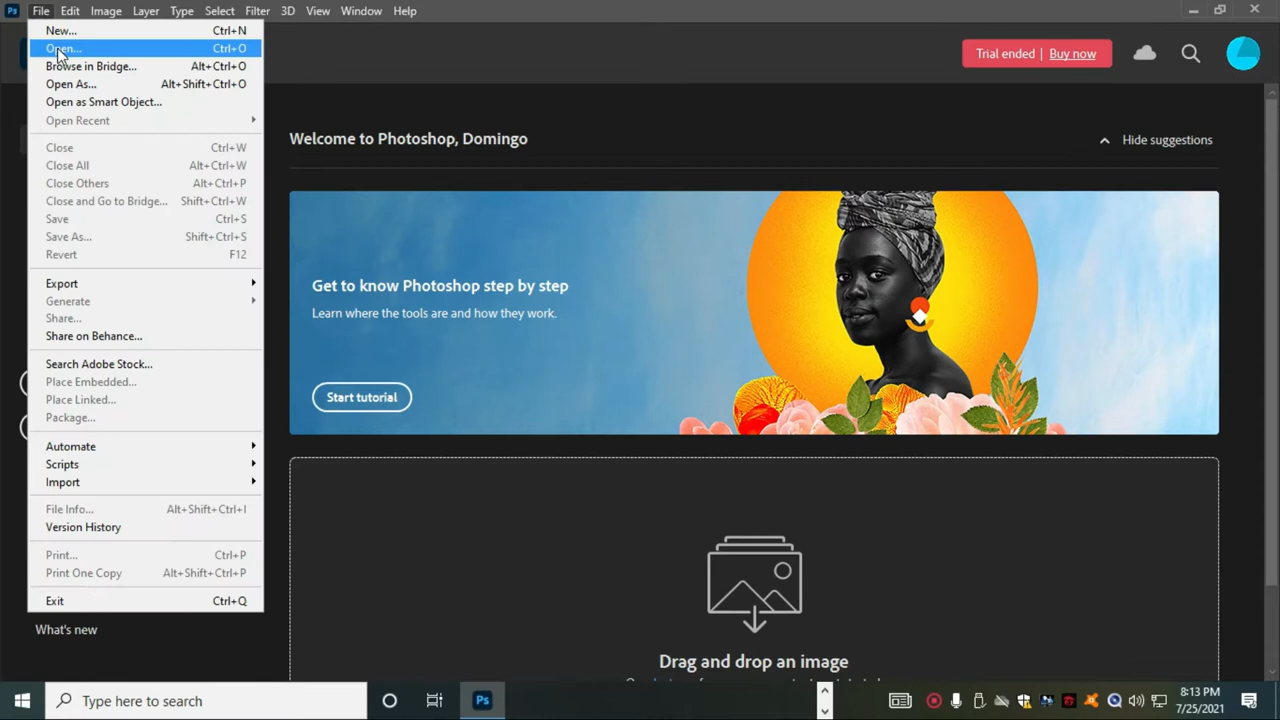 Ps File Edit Image Layer Type Select Filter 3D View Window Help
New... Ctrl+N
Open... Ctrl+O
Browse in Bridge... Alt+Ctrl+O
Open As... Alt+Shift+Ctrl+O
Open as Smart Object...
Open Recent
Close Ctrl+W
Close All Alt+Ctrl+W
Close Others Alt+Ctrl+P
Close and Go to Bridge... Shift+Ctrl+W
Save Ctrl+S
Save As... Shift+Ctrl+S
Revert F12
Export
Generate
Share...
Share on Behance...
Search Adobe Stock...
Place Embedded...
Place Linked...
Package...
Automate
Scripts
Import
File Info... Alt+Shift+Ctrl+I
Version History
Print... Ctrl+P
Print One Copy Alt+Shift+Ctrl+P
Exit Ctrl+Q
What's new
Trial ended | Buy now
Welcome to Photoshop, Domingo
Hide suggestions
Get to know Photoshop step by step
Learn where the tools are and how they work.
Start tutorial
Drag and drop an image
Type here to search
Ps
8:13 PM
7/25/2021